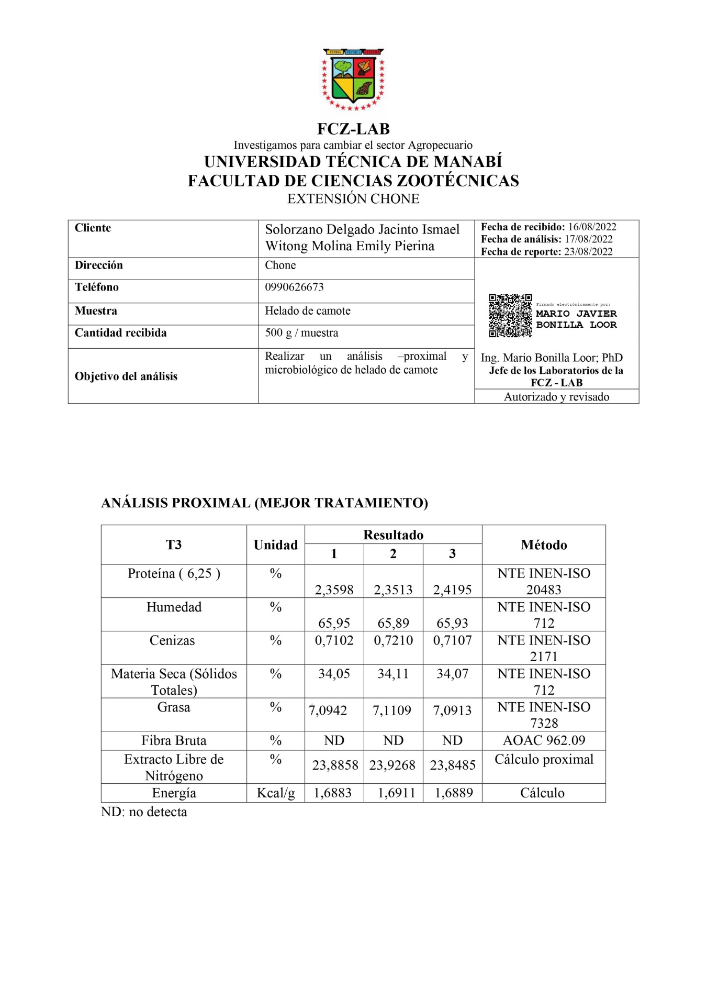 PATRIA TÉCNICA CULTURA
FCZ-LAB
Investigamos para cambiar el sector Agropecuario
UNIVERSIDAD TÉCNICA DE MANABÍ
FACULTAD DE CIENCIAS ZOOTÉCNICAS
EXTENSIÓN CHONE
Cliente
Solorzano Delgado Jacinto Ismael
Witong Molina Emily Pierina
Fecha de recibido: 16/08/2022
Fecha de análisis: 17/08/2022
Fecha de reporte: 23/08/2022
Dirección Chone
Teléfono 0990626673
Muestra Helado de camote
Cantidad recibida 500 g / muestra
Objetivo del análisis
Realizar un análisis –proximal y
microbiológico de helado de camote
Firmado electrónicamente por:
MARIO JAVIER
BONILLA LOOR
Ing. Mario Bonilla Loor; PhD
Jefe de los Laboratorios de la
FCZ - LAB
Autorizado y revisado
ANÁLISIS PROXIMAL (MEJOR TRATAMIENTO)
T3 Unidad Resultado Método
1 2 3
Proteína ( 6,25 ) % 2,3598 2,3513 2,4195 NTE INEN-ISO
20483
Humedad % 65,95 65,89 65,93 NTE INEN-ISO
712
Cenizas % 0,7102 0,7210 0,7107 NTE INEN-ISO
2171
Materia Seca (Sólidos % 34,05 34,11 34,07 NTE INEN-ISO
Totales) 712
Grasa % 7,0942 7,1109 7,0913 NTE INEN-ISO
7328
Fibra Bruta % ND ND ND AOAC 962.09
Extracto Libre de % 23,8858 23,9268 23,8485 Cálculo proximal
Nitrógeno
Energía Kcal/g 1,6883 1,6911 1,6889 Cálculo
ND: no detecta